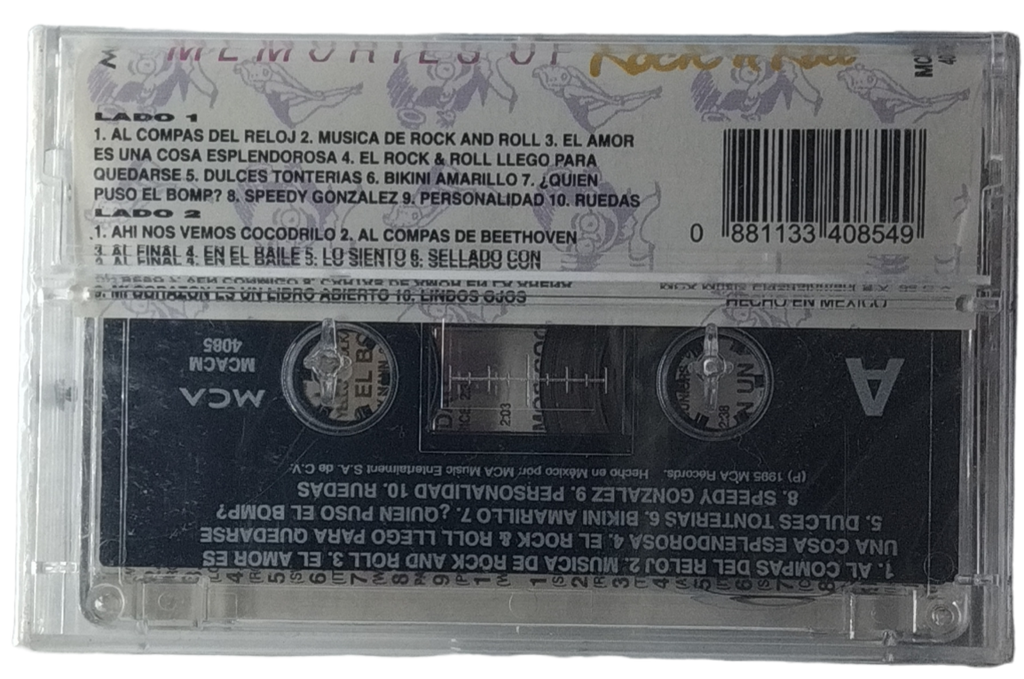 MEMORIES OF Rock 'n Roll
LADO 1
1. AL COMPAS DEL RELOJ 2. MUSICA DE ROCK AND ROLL 3. EL AMOR
ES UNA COSA ESPLENDOROSA 4. EL ROCK & ROLL LLEGO PARA
QUEDARSE 5. DULCES TONTERIAS 6. BIKINI AMARILLO 7. ¿QUIEN
PUSO EL BOMP? 8. SPEEDY GONZALEZ 9. PERSONALIDAD 10. RUEDAS
LADO 2
1. AHI NOS VEMOS COCODRILO 2. AL COMPAS DE BEETHOVEN
3. AL FINAL 4. EN EL BAILE 5. LO SIENTO 6. SELLADO CON
9. MI CORAZON ES UN LIBRO ABIERTO 10. LINDOS OJOS
HECHO EN MEXICO
0 881133 408549
A
MCA
MCACM
4085
2:03
2:38
(P) 1995 MCA Records. Hecho en México por: MCA Music Entertaiment S.A. de C.V.
1. AL COMPAS DEL RELOJ 2. MUSICA DE ROCK AND ROLL 3. EL AMOR ES
UNA COSA ESPLENDOROSA 4. EL ROCK & ROLL LLEGO PARA QUEDARSE
5. DULCES TONTERIAS 6. BIKINI AMARILLO 7. ¿QUIEN PUSO EL BOMP?
8. SPEEDY GONZALEZ 9. PERSONALIDAD 10. RUEDAS